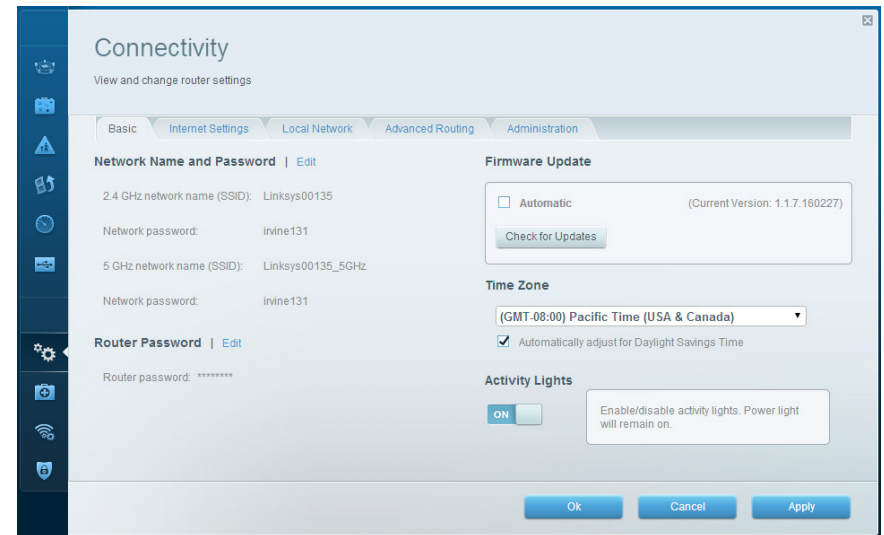 Connectivity
View and change router settings
Basic Internet Settings Local Network Advanced Routing Administration
Network Name and Password | Edit
2.4 GHz network name (SSID): Linksys00135
Network password: irvine131
5 GHz network name (SSID): Linksys00135_5GHz
Network password: irvine131
Router Password | Edit
Router password: ********
Firmware Update
Automatic (Current Version: 1.1.7.160227)
Check for Updates
Time Zone
(GMT-08:00) Pacific Time (USA & Canada)
Automatically adjust for Daylight Savings Time
Activity Lights
ON
Enable/disable activity lights. Power light
will remain on.
Ok Cancel Apply